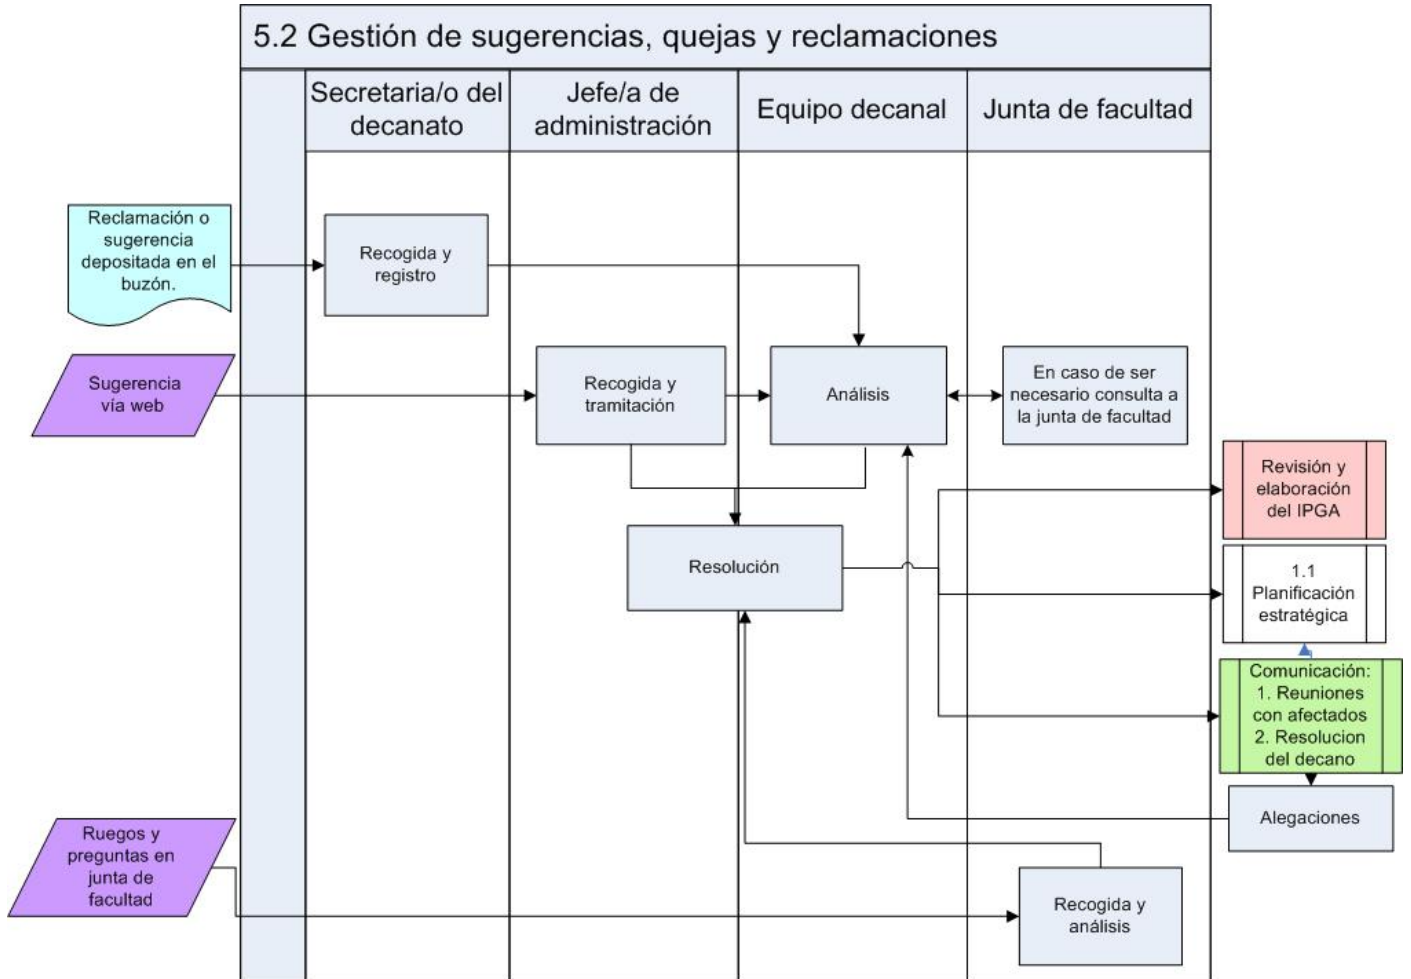 5.2 Gestión de sugerencias, quejas y reclamaciones
Secretaria/o del
decanato
Jefe/a de
administración
Equipo decanal
Junta de facultad
Reclamación o
sugerencia
depositada en el
buzón.
Recogida y
registro
Sugerencia
vía web
Recogida y
tramitación
Análisis
En caso de ser
necesario consulta a
la junta de facultad
Revisión y
elaboración
del IPGA
Resolución
1.1
Planificación
estratégica
Comunicación:
1. Reuniones
con afectados
2. Resolucion
del decano
Alegaciones
Ruegos y
preguntas en
junta de
facultad
Recogida y
análisis